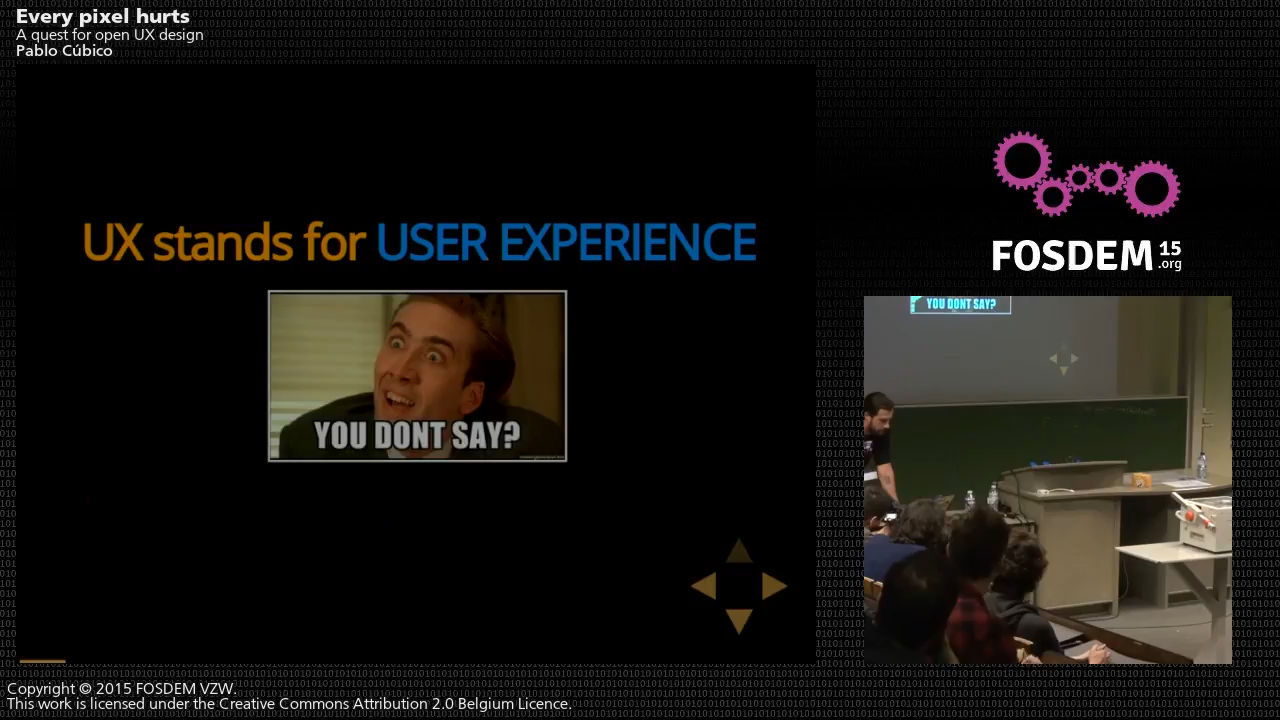 Every pixel hurts
A quest for open UX design
Pablo Cúbico
UX stands for USER EXPERIENCE
YOU DONT SAY?
FOSDEM 15
.org
YOU DONT SAY?
Copyright © 2015 FOSDEM VZW.
This work is licensed under the Creative Commons Attribution 2.0 Belgium Licence.